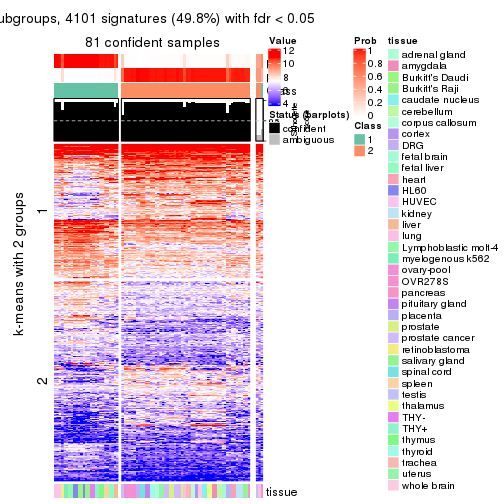 ubgroups, 4101 signatures (49.8%) with fdr < 0.05
81 confident samples
k-means with 2 groups
1
2
Value
12
10
8
6
4
Status (barplots)
confident
ambiguous
Prob
1
0.8
0.6
0.4
0.2
0
Class
1
2
tissue
tissue
adrenal gland
amygdala
Burkitt's Daudi
Burkitt's Raji
caudate nucleus
cerebellum
corpus callosum
cortex
DRG
fetal brain
fetal liver
heart
HL60
HUVEC
kidney
liver
lung
Lymphoblastic molt-4
myelogenous k562
ovary-pool
OVR278S
pancreas
pituitary gland
placenta
prostate
prostate cancer
retinoblastoma
salivary gland
spinal cord
spleen
testis
thalamus
THY-
THY+
thymus
thyroid
trachea
uterus
whole brain